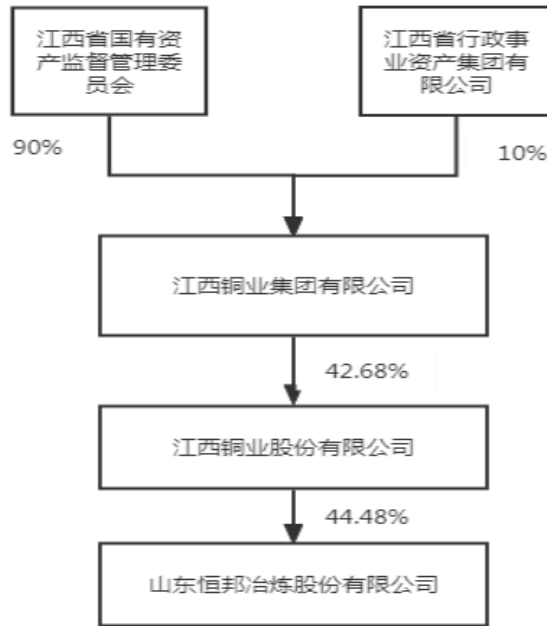 江西省国有资
产监督管理委
员会
江西省行政事
业资产集团有
限公司
90%
10%
江西铜业集团有限公司
42.68%
江西铜业股份有限公司
44.48%
山东恒邦冶炼股份有限公司